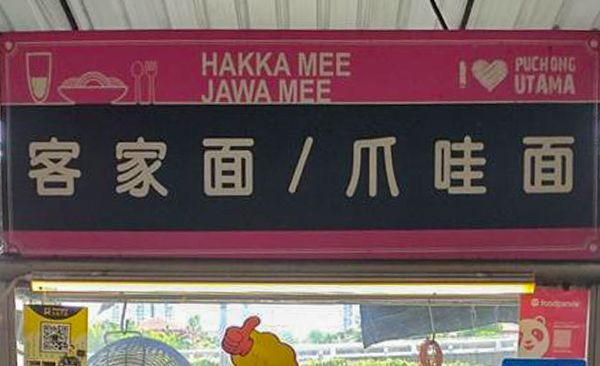 HAKKA MEE
JAWA MEE
I
PUCHONG
UTAMA
客家面/爪哇面
foodpanda